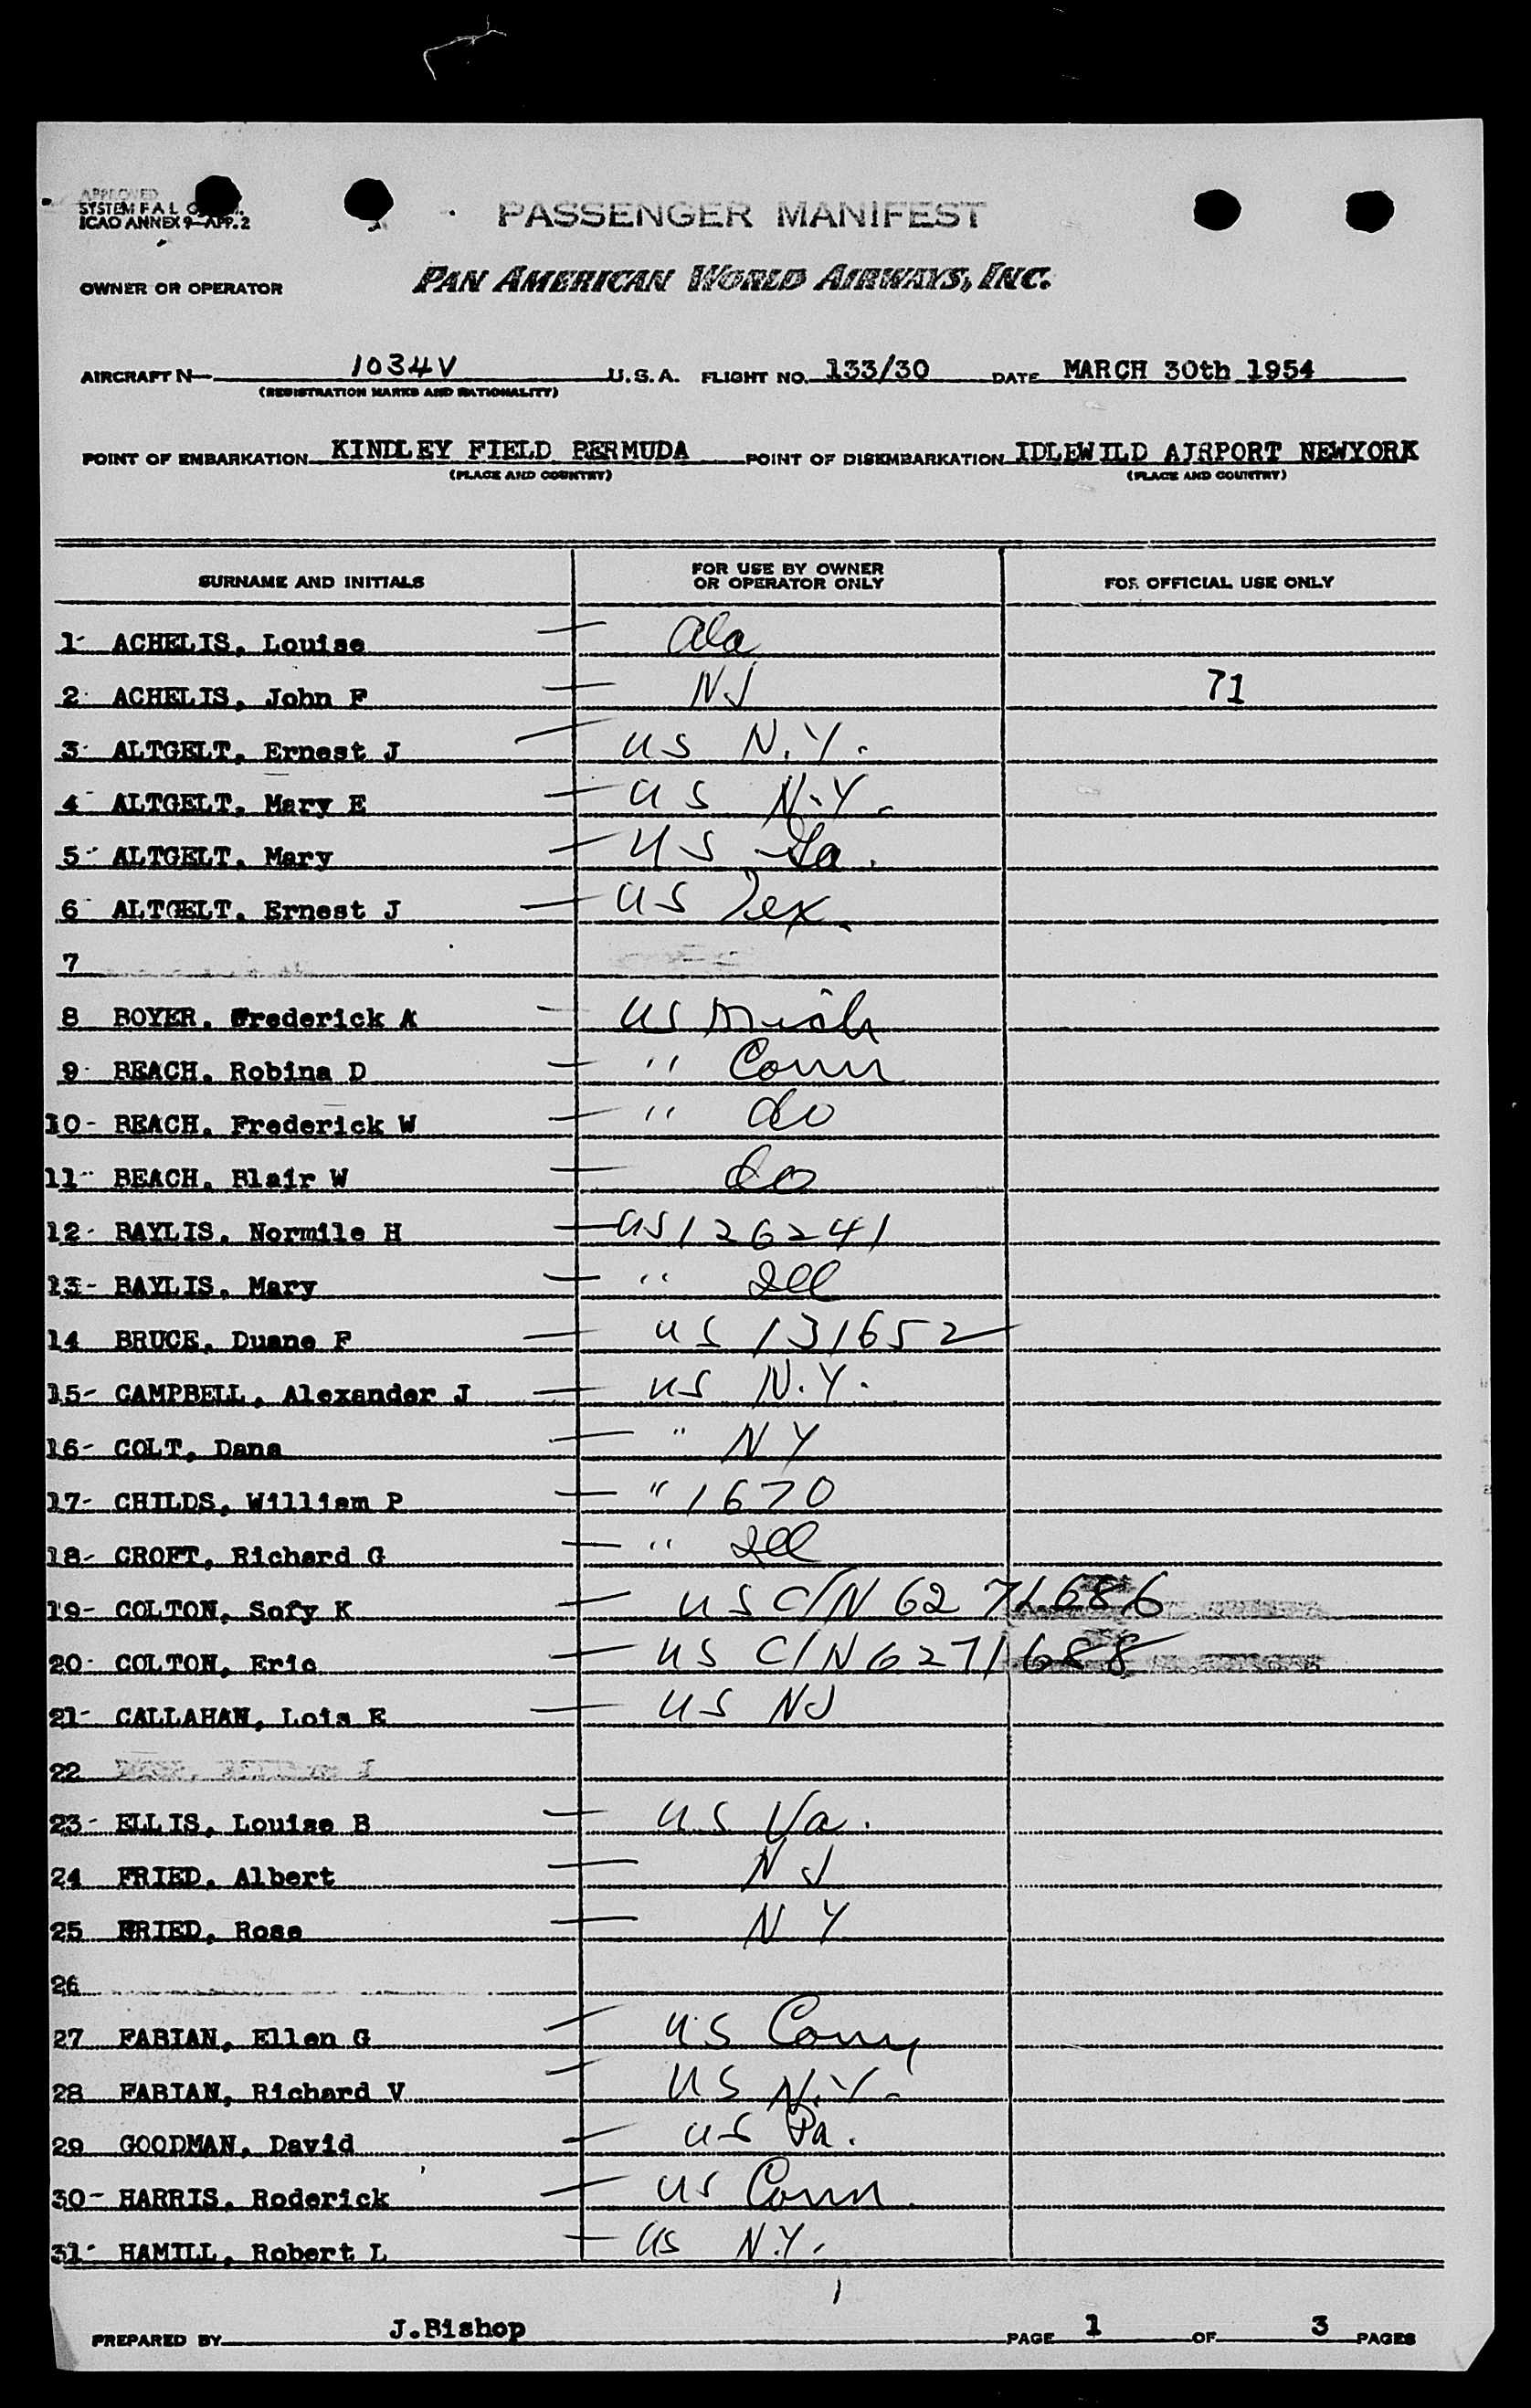 APPROVED
SYSTEM F A L
ICAO ANNEX 9-APP.2
PASSENGER MANIFEST
OWNER OR OPERATOR PAN AMERICAN WORLD AIRWAYS, INC.
AIRCRAFT N 1034V U.S.A. FLIGHT NO. 133/30 DATE MARCH 30th 1954
(REGISTRATION MARKS AND NATIONALITY)
POINT OF EMBARKATION KINDLEY FIELD BERMUDA POINT OF DISEMBARKATION IDLEWILD AIRPORT NEWYORK
(PLACE AND COUNTRY) (PLACE AND COUNTRY)
SURNAME AND INITIALS FOR USE BY OWNER OR OPERATOR ONLY FOR OFFICIAL USE ONLY
1- ACHELIS, Louise — Ala
2- ACHELIS, John F — NJ 71
3- ALTGELT, Ernest J — US N.Y.
4- ALTGELT, Mary E — US N.Y.
5- ALTGELT, Mary — US
6- ALTGELT, Ernest J — US Tex.
7
8 BOYER, Frederick A — US Mich
9- BEACH, Robina D — " Conn
10- BEACH, Frederick W — " do
11- BEACH, Blair W — do
12- BAYLIS, Normile H — US 126241
13- BAYLIS, Mary — " Ill
14 BRUCE, Duane F — US 131652
15- CAMPBELL, Alexander J — US N.Y.
16- COLT, Dana — " NY
17- CHILDS, William P — " 1670
18- CROFT, Richard G — " Ill
19- COLTON, Sofy K — US C/N 6271686
20- COLTON, Eric — US C/N 6271688
21- CALLAHAN, Lois E — US NJ
22
23- ELLIS, Louise B — US Va.
24 FRIED, Albert — NJ
25 FRIED, Rose — NY
26
27 FABIAN, Ellen G — US Conn
28 FABIAN, Richard V — US N.Y.
29 GOODMAN, David — US Pa.
30- HARRIS, Roderick — US Conn
31- HAMILL, Robert L — US N.Y.
PREPARED BY J.Bishop PAGE 1 OF 3 PAGES